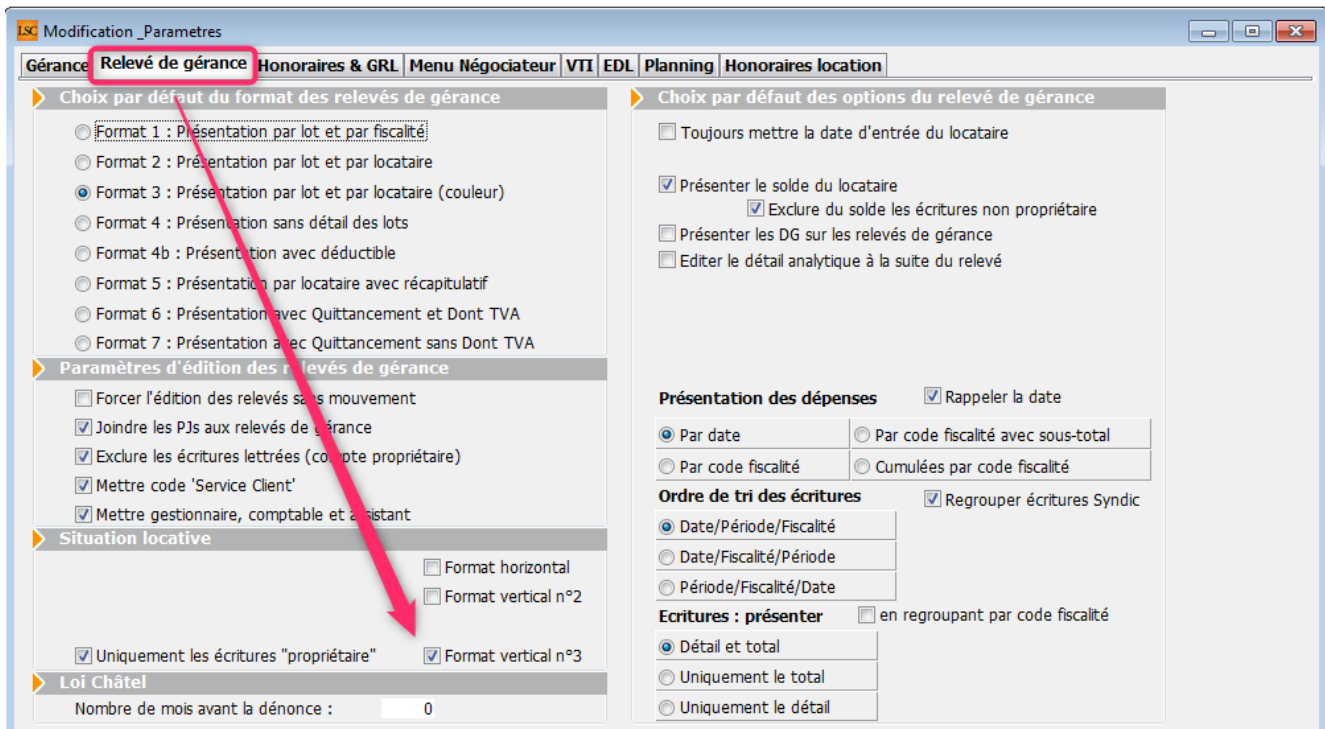 LSC Modification _Parametres
Gérance Relevé de gérance Honoraires & GRL Menu Négociateur VTI EDL Planning Honoraires location
Choix par défaut du format des relevés de gérance
Format 1 : Présentation par lot et par fiscalité
Format 2 : Présentation par lot et par locataire
Format 3 : Présentation par lot et par locataire (couleur)
Format 4 : Présentation sans détail des lots
Format 4b : Présentation avec déductible
Format 5 : Présentation par locataire avec récapitulatif
Format 6 : Présentation avec Quittancement et Dont TVA
Format 7 : Présentation avec Quittancement sans Dont TVA
Paramètres d'édition des relevés de gérance
Forcer l'édition des relevés sans mouvement
Joindre les PJs aux relevés de gérance
Exclure les écritures lettrées (compte propriétaire)
Mettre code 'Service Client'
Mettre gestionnaire, comptable et assistant
Situation locative
Format horizontal
Format vertical n°2
Uniquement les écritures "propriétaire" Format vertical n°3
Loi Châtel
Nombre de mois avant la dénonce : 0
Choix par défaut des options du relevé de gérance
Toujours mettre la date d'entrée du locataire
Présenter le solde du locataire
Exclure du solde les écritures non propriétaire
Présenter les DG sur les relevés de gérance
Editer le détail analytique à la suite du relevé
Présentation des dépenses Rappeler la date
Par date Par code fiscalité avec sous-total
Par code fiscalité Cumulées par code fiscalité
Ordre de tri des écritures Regrouper écritures Syndic
Date/Période/Fiscalité
Date/Fiscalité/Période
Période/Fiscalité/Date
Ecritures : présenter en regroupant par code fiscalité
Détail et total
Uniquement le total
Uniquement le détail